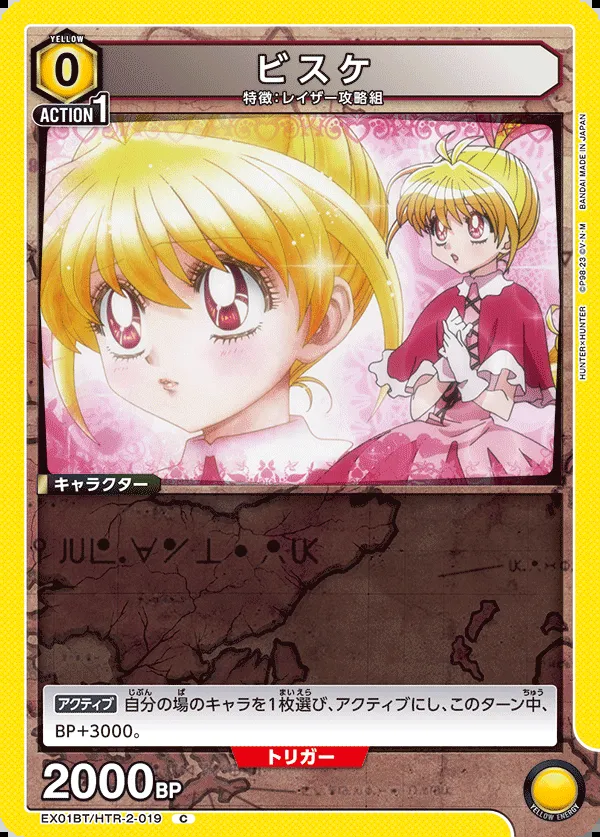 YELLOW
0
ACTION 1
ビスケ
特徴:レイザー攻略組
BANDAI MADE IN JAPAN
©P98-23 ©V・N・M
HUNTER×HUNTER
キャラクター
アクティブ 自分の場のキャラを1枚選び、アクティブにし、このターン中、
BP+3000。
トリガー
2000BP
EX01BT/HTR-2-019 C
YELLOW ENERGY